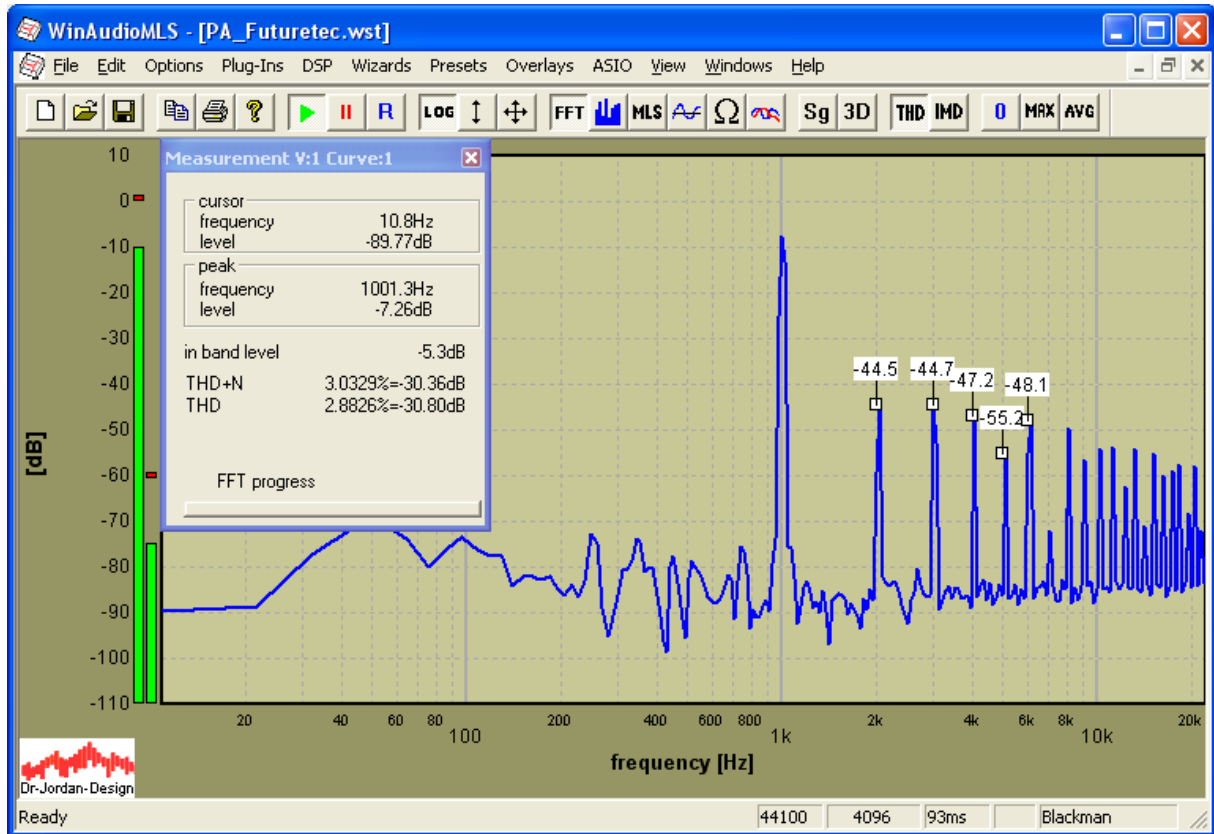 WinAudioMLS - [PA_Futuretec.wst]
File Edit Options Plug-Ins DSP Wizards Presets Overlays ASIO View Windows Help
R LOG FFT MLS Ω Sg 3D THD IMD 0 MAX AVG
Measurement V:1 Curve:1
cursor
frequency 10.8Hz
level -89.77dB
peak
frequency 1001.3Hz
level -7.26dB
in band level -5.3dB
THD+N 3.0329%=-30.36dB
THD 2.8826%=-30.80dB
FFT progress
10
0
-10
-20
-30
-40
-50
-60
-70
-80
-90
-100
-110
[dB]
-44.5 -44.7 -47.2 -48.1
-55.2
20 40 60 80 200 400 600 800 2k 4k 6k 8k 20k
100 1k 10k
frequency [Hz]
Dr-Jordan-Design
Ready 44100 4096 93ms Blackman